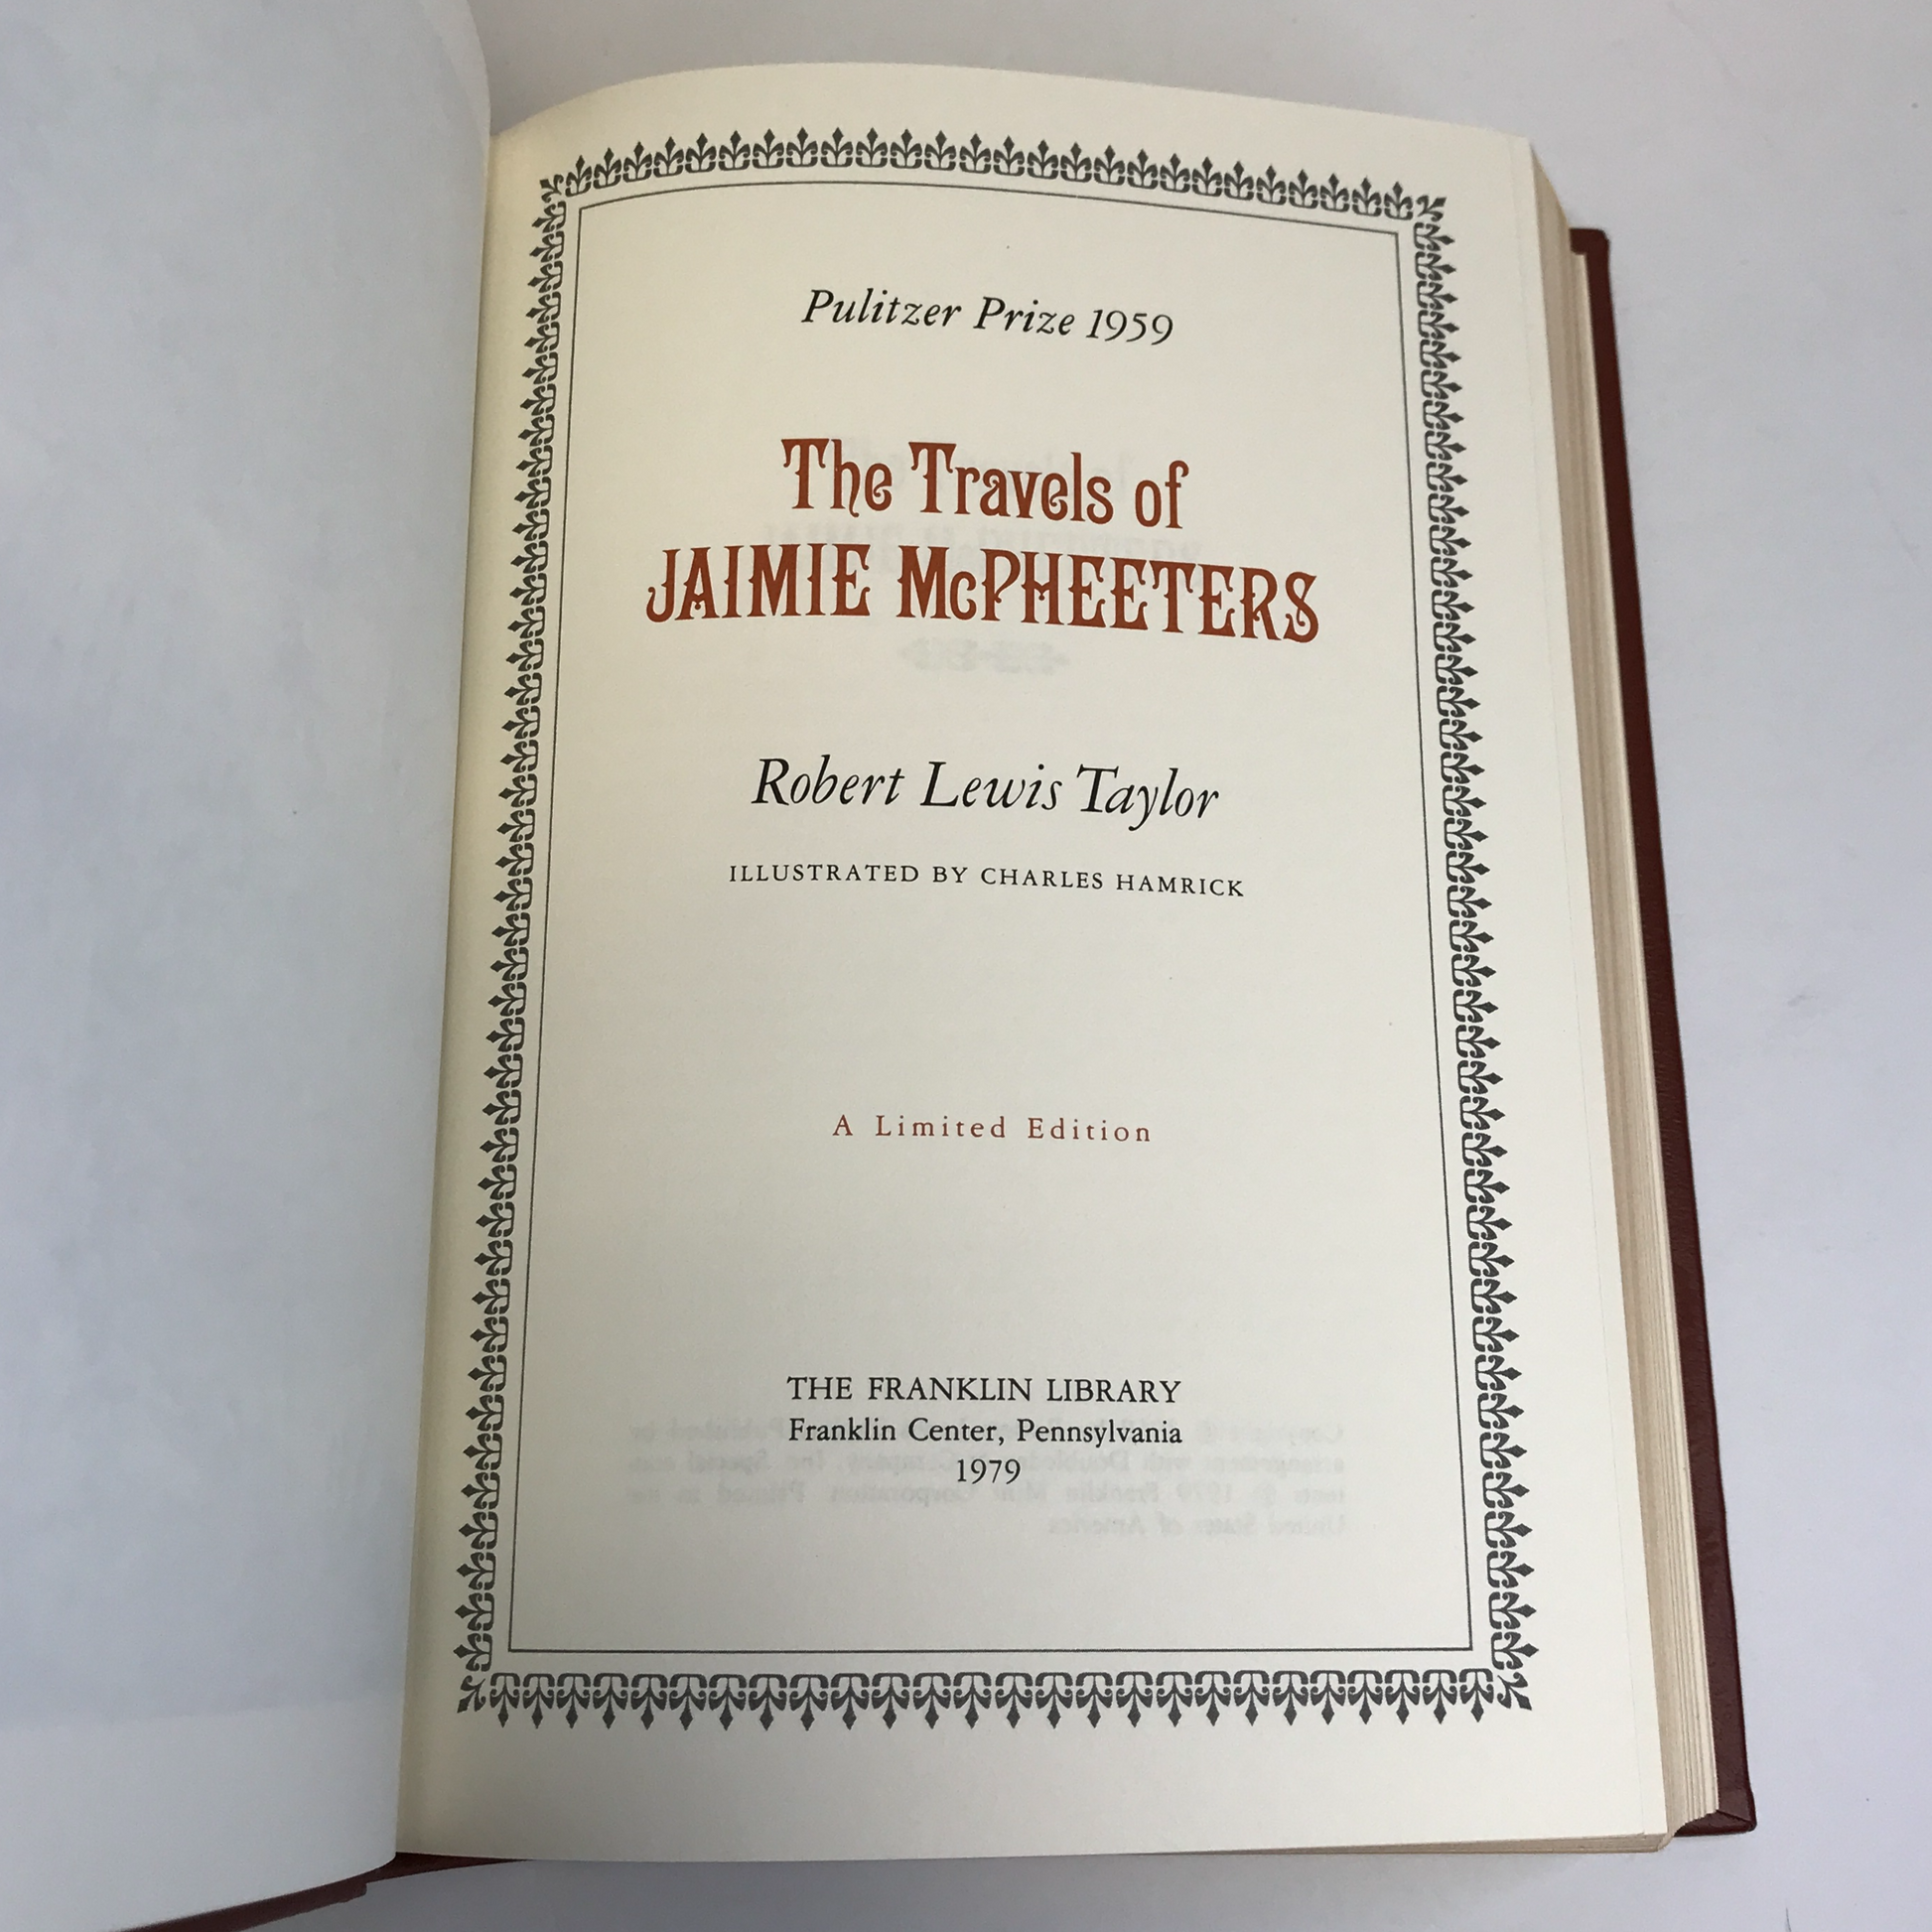 Pulitzer Prize 1959
The Travels of
JAIMIE McPHEETERS
Robert Lewis Taylor
ILLUSTRATED BY CHARLES HAMRICK
A Limited Edition
THE FRANKLIN LIBRARY
Franklin Center, Pennsylvania
1979